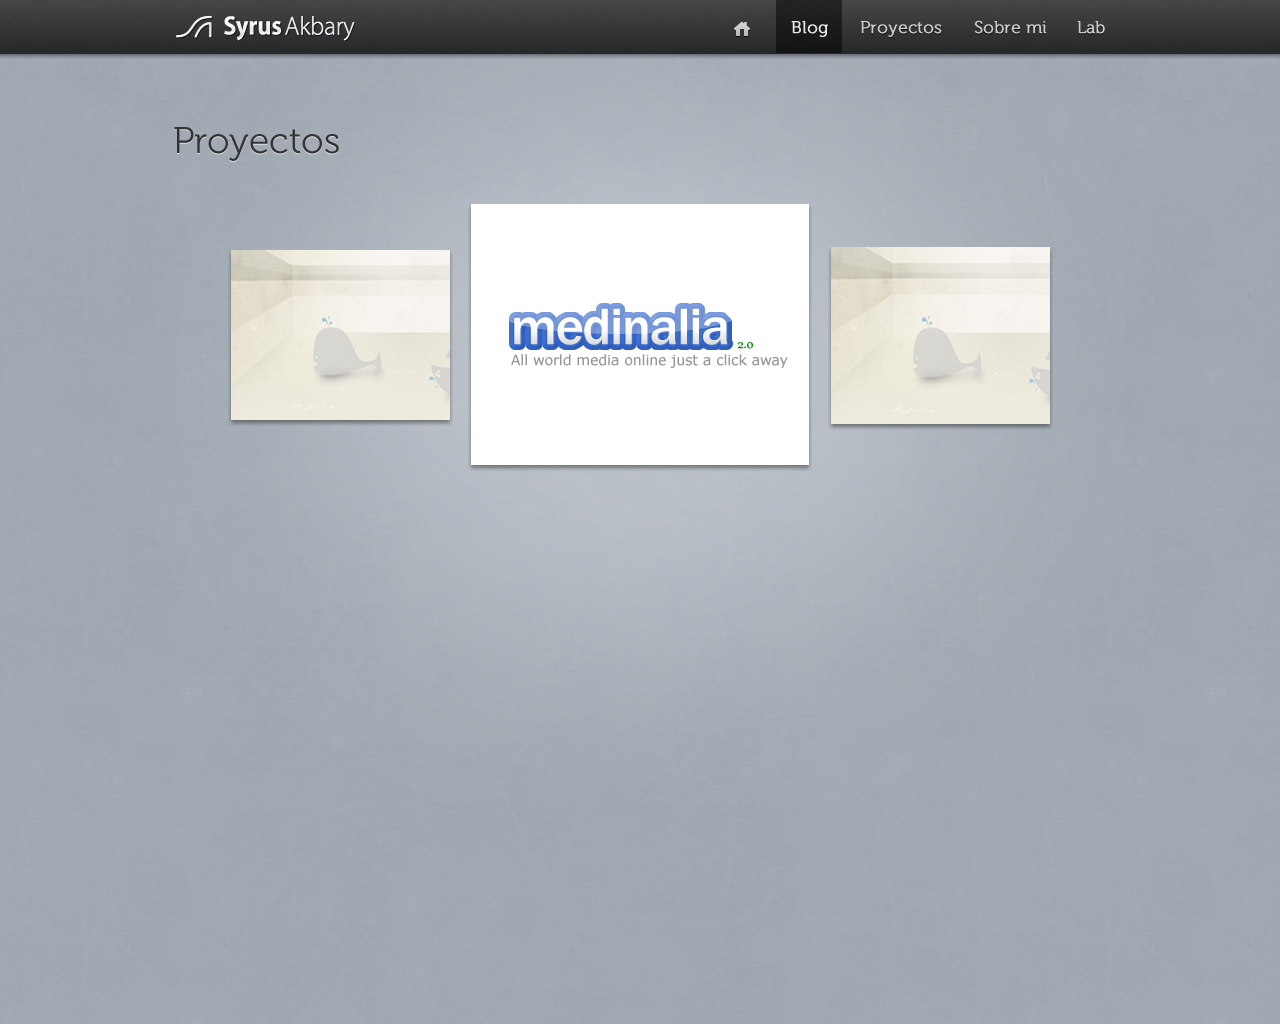 Syrus Akbary
Blog
Proyectos
Sobre mi
Lab
Proyectos
medinalia 2.0
All world media online just a click away